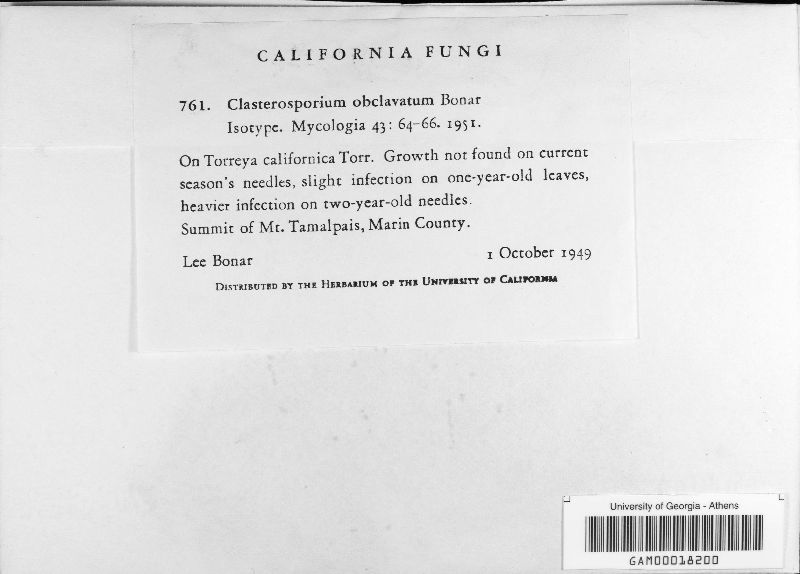 CALIFORNIA FUNGI
761. Clasterosporium obclavatum Bonar
Isotype. Mycologia 43: 64-66. 1951.
On Torreya californica Torr. Growth not found on current
season's needles, slight infection on one-year-old leaves,
heavier infection on two-year-old needles.
Summit of Mt. Tamalpais, Marin County.
Lee Bonar 1 October 1949
DISTRIBUTED BY THE HERBARIUM OF THE UNIVERSITY OF CALIFORNIA
University of Georgia - Athens
GAM00018200